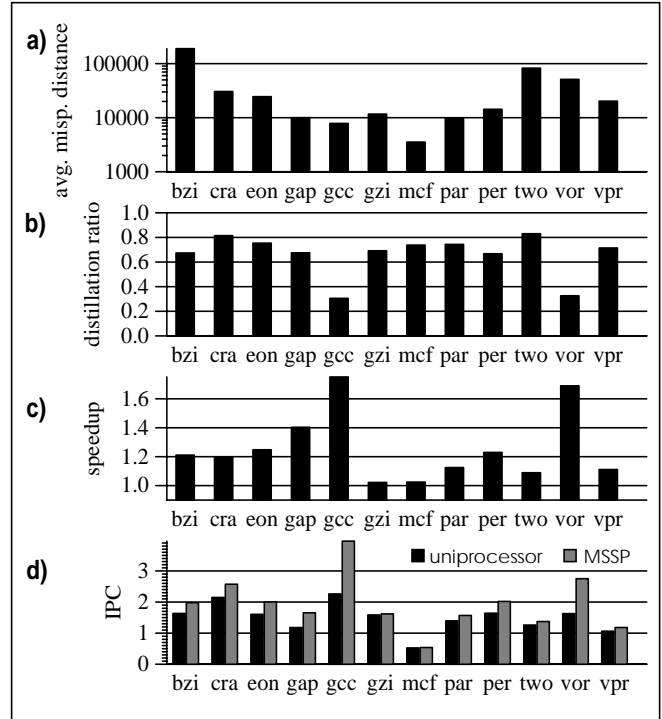 a)
avg. misp. distance
100000
10000
1000
bzi cra eon gap gcc gzi mcf par per two vor vpr
b)
distillation ratio
1.0
0.8
0.6
0.4
0.2
0.0
bzi cra eon gap gcc gzi mcf par per two vor vpr
c)
speedup
1.6
1.4
1.2
1.0
bzi cra eon gap gcc gzi mcf par per two vor vpr
d)
IPC
uniprocessor MSSP
3
2
1
0
bzi cra eon gap gcc gzi mcf par per two vor vpr